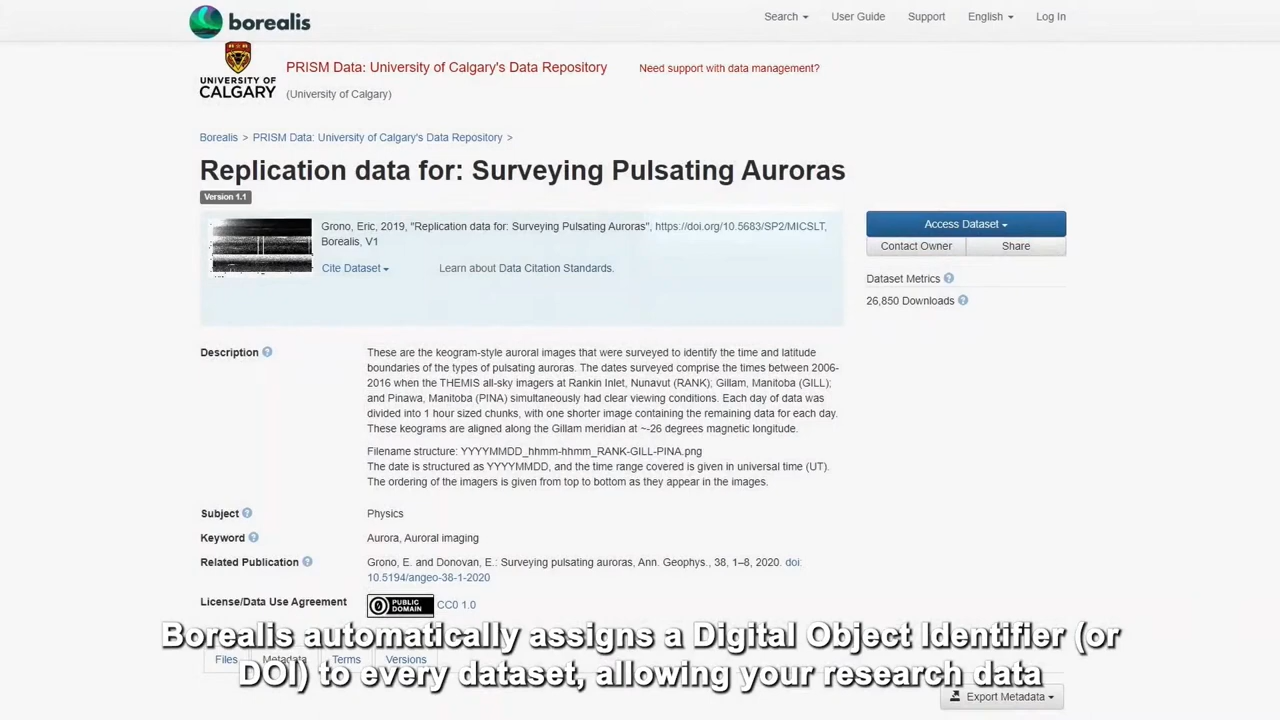 borealis
Search
User Guide
Support
English
Log In
UNIVERSITY OF
CALGARY
PRISM Data: University of Calgary's Data Repository
Need support with data management?
(University of Calgary)
Borealis > PRISM Data: University of Calgary's Data Repository >
Replication data for: Surveying Pulsating Auroras
Version 1.1
Grono, Eric, 2019, "Replication data for: Surveying Pulsating Auroras", https://doi.org/10.5683/SP2/MICSLT,
Borealis, V1
Cite Dataset
Learn about Data Citation Standards.
Access Dataset
Contact Owner
Share
Dataset Metrics ?
26,850 Downloads ?
Description ?
These are the keogram-style auroral images that were surveyed to identify the time and latitude
boundaries of the types of pulsating auroras. The dates surveyed comprise the times between 2006-
2016 when the THEMIS all-sky imagers at Rankin Inlet, Nunavut (RANK); Gillam, Manitoba (GILL);
and Pinawa, Manitoba (PINA) simultaneously had clear viewing conditions. Each day of data was
divided into 1 hour sized chunks, with one shorter image containing the remaining data for each day.
These keograms are aligned along the Gillam meridian at ~-26 degrees magnetic longitude.
Filename structure: YYYYMMDD_hhmm-hhmm_RANK-GILL-PINA.png
The date is structured as YYYYMMDD, and the time range covered is given in universal time (UT).
The ordering of the imagers is given from top to bottom as they appear in the images.
Subject ?
Physics
Keyword ?
Aurora, Auroral imaging
Related Publication ?
Grono, E. and Donovan, E.: Surveying pulsating auroras, Ann. Geophys., 38, 1–8, 2020. doi:
10.5194/angeo-38-1-2020
License/Data Use Agreement
PUBLIC
DOMAIN
CC0 1.0
Borealis automatically assigns a Digital Object Identifier (or
DOI) to every dataset, allowing your research data
Files
Metadata
Terms
Versions
Export Metadata